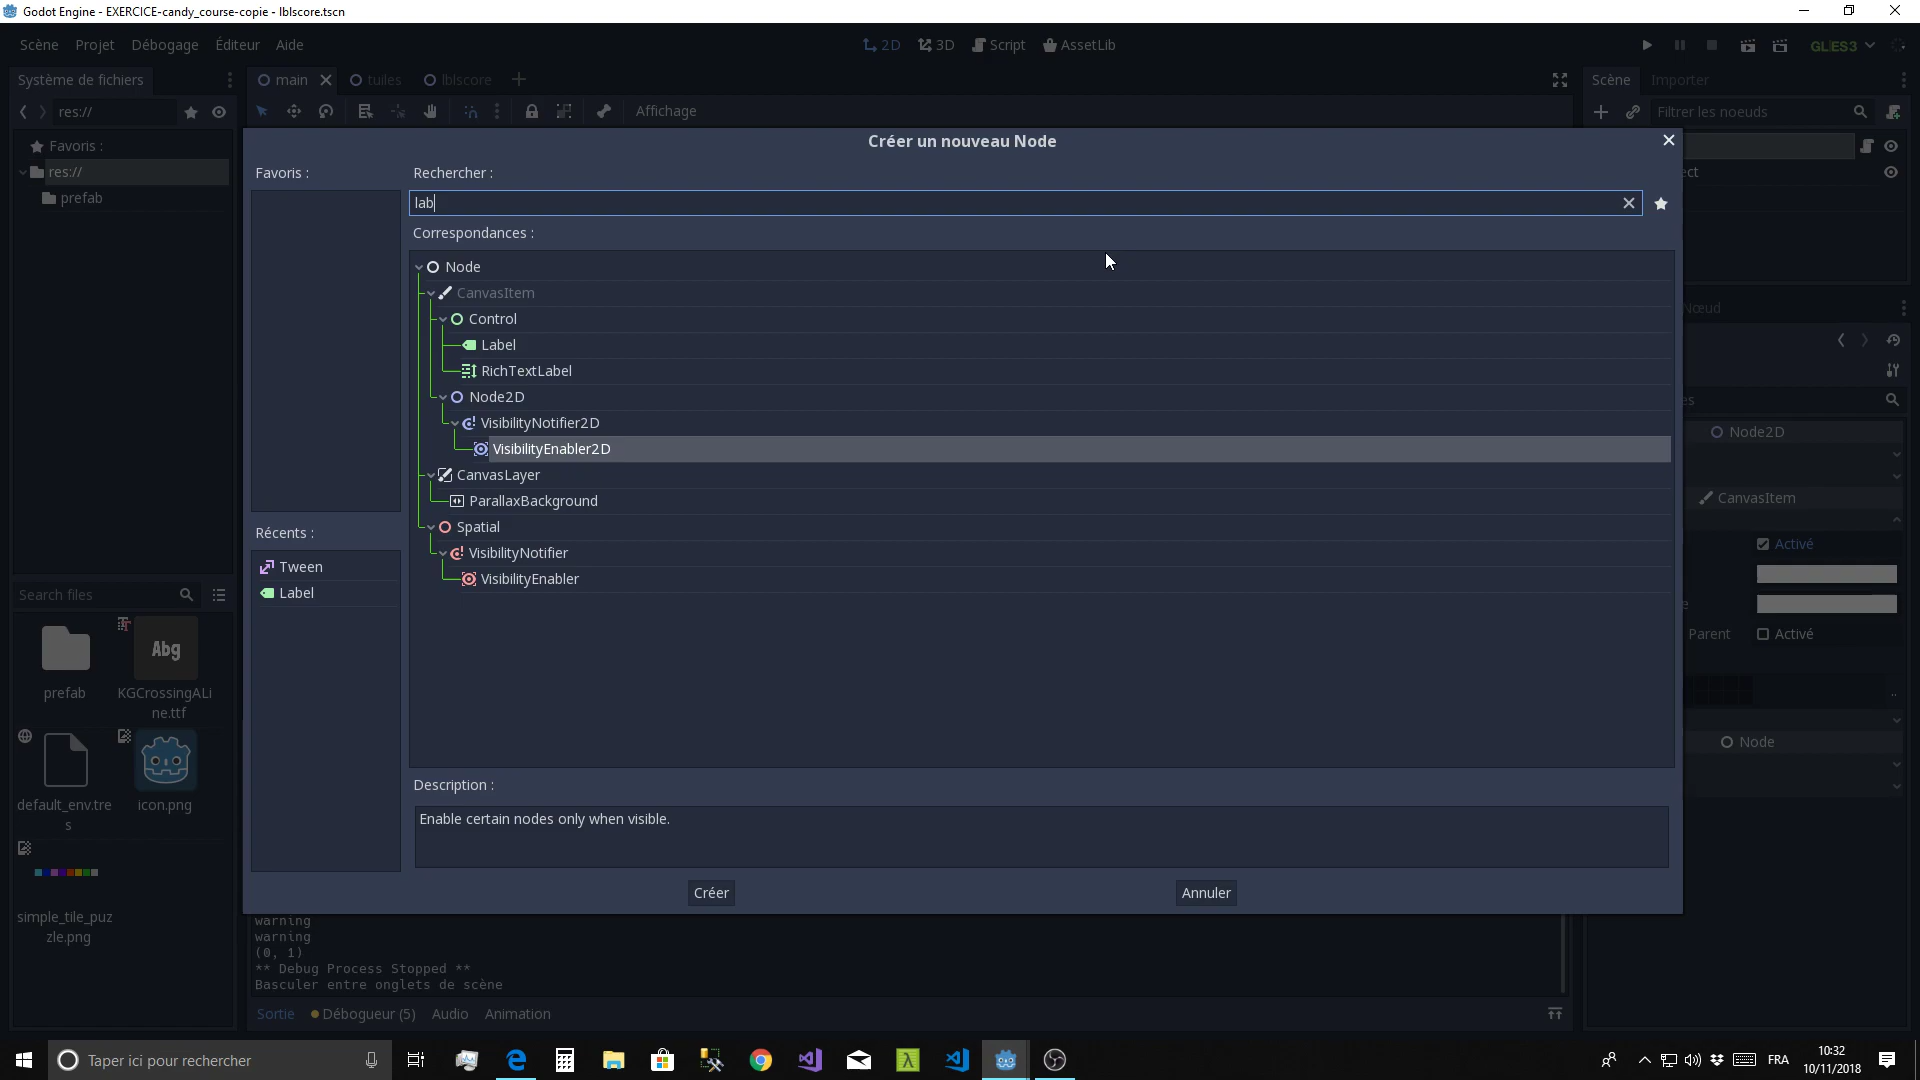 Godot Engine - EXERCICE-candy_course-copie - lblscore.tscn
Scène Projet Débogage Éditeur Aide
2D 3D Script AssetLib
GLES3
Système de fichiers
main tuiles lblscore
Scène Importer
res://
Affichage
Filtrer les noeuds
Favoris :
res://
prefab
Créer un nouveau Node
Favoris :
Rechercher :
lab
Correspondances :
Node
CanvasItem
Control
Label
RichTextLabel
Node2D
VisibilityNotifier2D
VisibilityEnabler2D
CanvasLayer
ParallaxBackground
Spatial
VisibilityNotifier
VisibilityEnabler
Récents :
Tween
Label
Description :
Enable certain nodes only when visible.
Créer Annuler
ect
Nœud
es
Node2D
CanvasItem
Activé
e
Parent Activé
Node
Search files
prefab
KGCrossingALi
ne.ttf
Abg
default_env.tre
s
icon.png
simple_tile_puz
zle.png
warning
warning
(0, 1)
** Debug Process Stopped **
Basculer entre onglets de scène
Sortie Débogueur (5) Audio Animation
Taper ici pour rechercher
FRA
10:32
10/11/2018